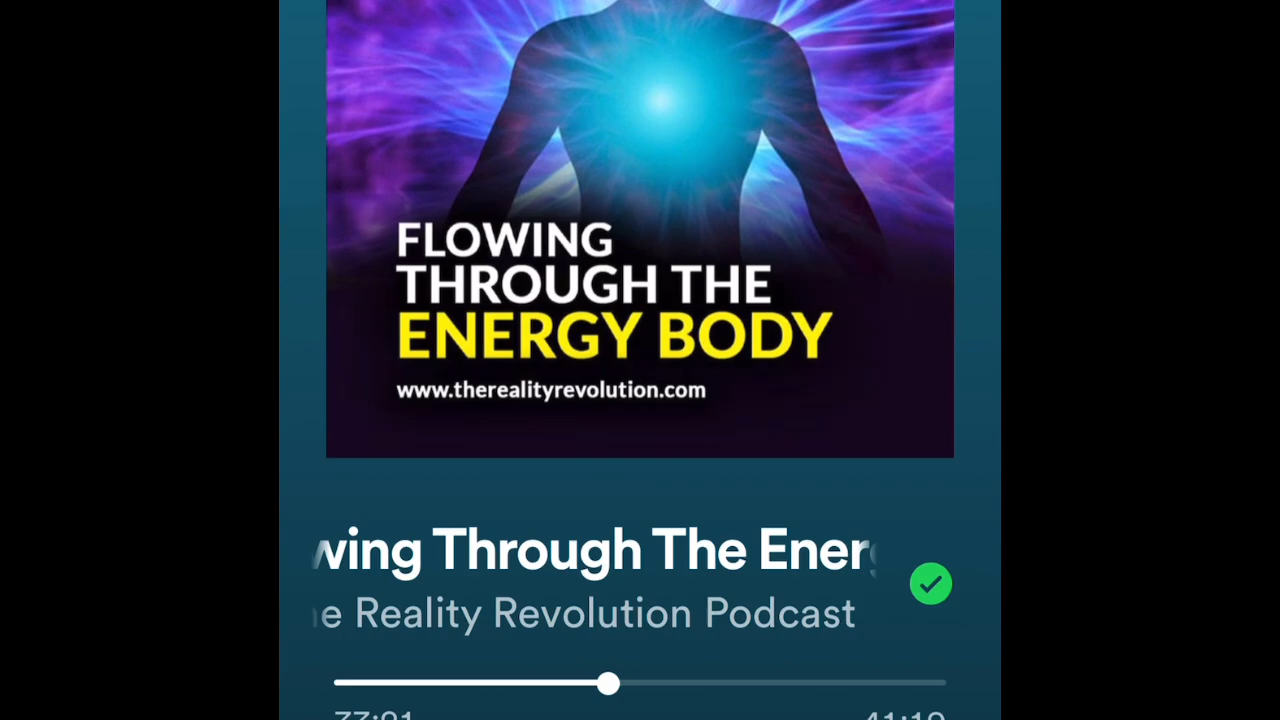 FLOWING
THROUGH THE
ENERGY BODY
www.therealityrevolution.com
wing Through The Ener
e Reality Revolution Podcast